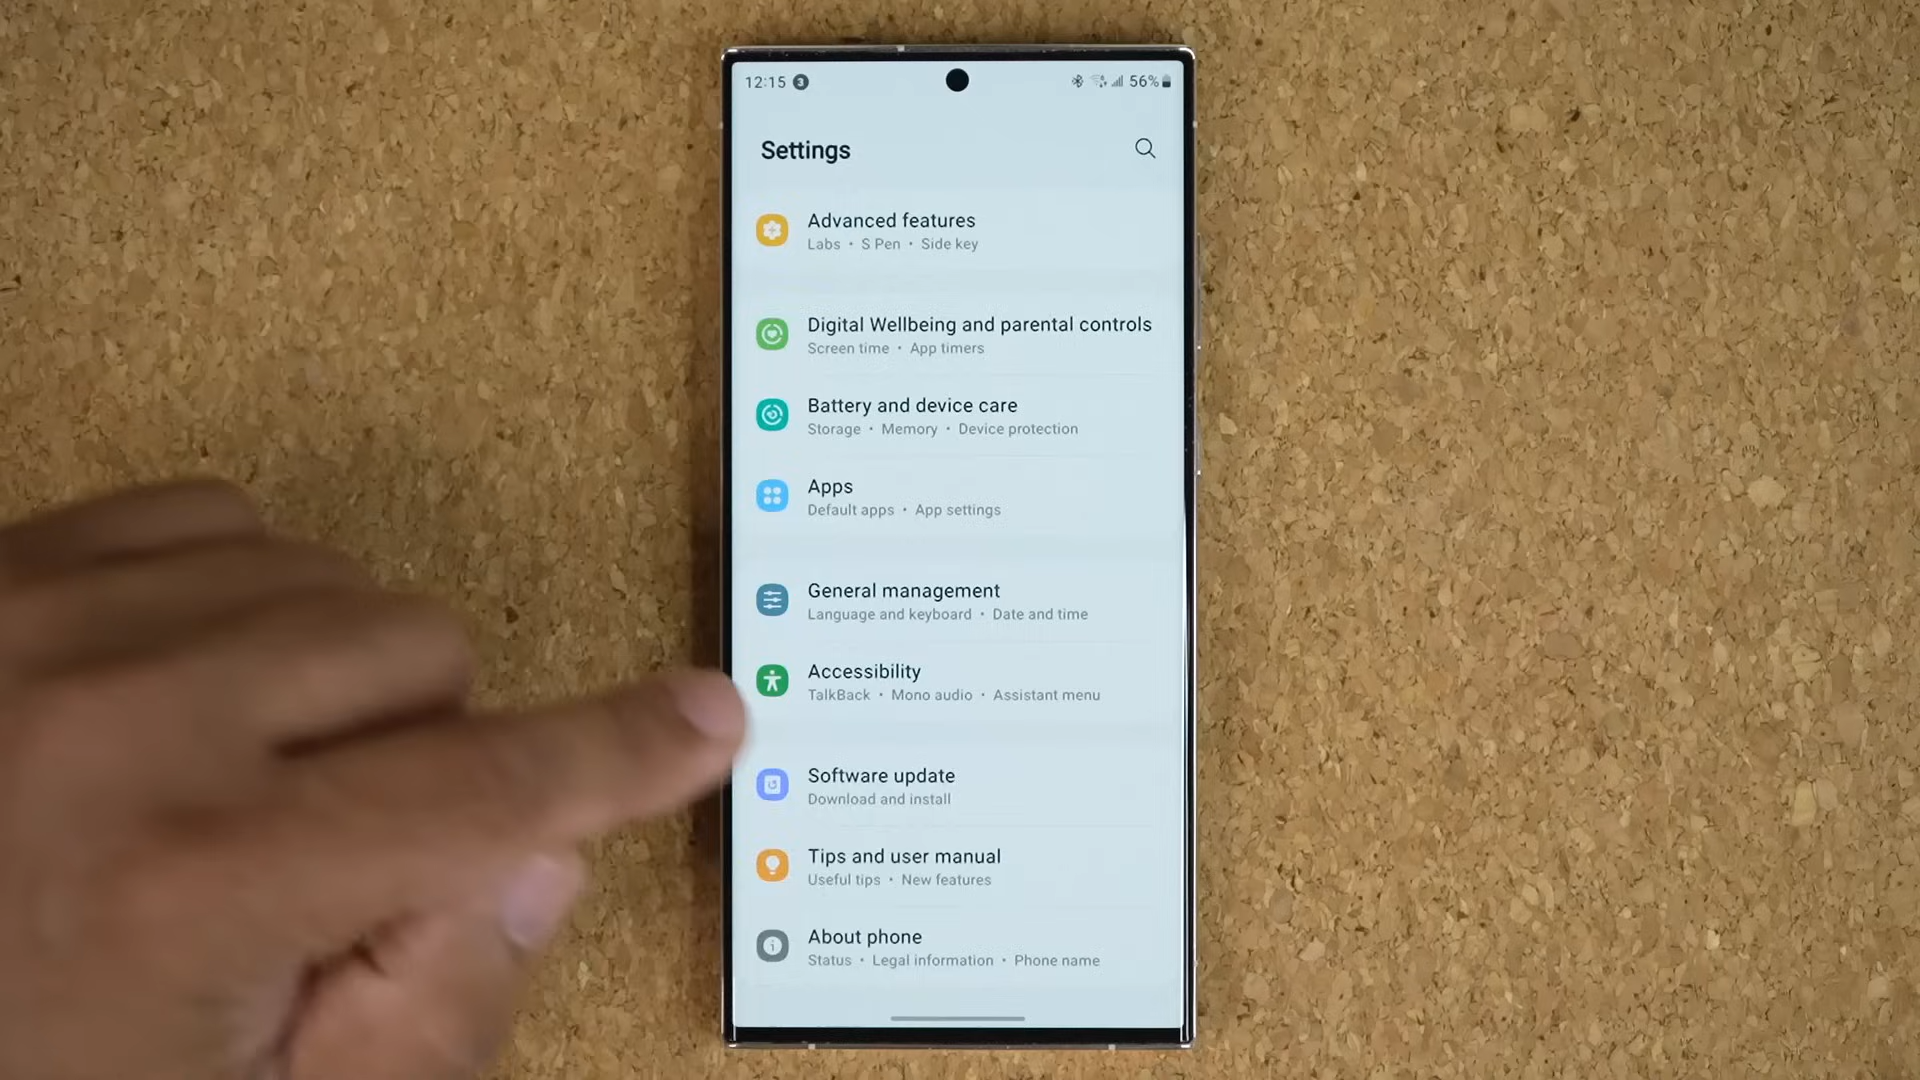 12:15 3
56%
Settings
Advanced features
Labs • S Pen • Side key
Digital Wellbeing and parental controls
Screen time • App timers
Battery and device care
Storage • Memory • Device protection
Apps
Default apps • App settings
General management
Language and keyboard • Date and time
Accessibility
TalkBack • Mono audio • Assistant menu
Software update
Download and install
Tips and user manual
Useful tips • New features
About phone
Status • Legal information • Phone name